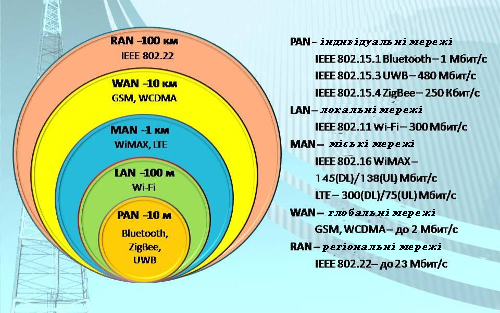 RAN –100 км
IEEE 802.22
WAN –10 км
GSM, WCDMA
MAN –1 км
WiMAX, LTE
LAN –100 м
Wi-Fi
PAN –10 м
Bluetooth,
ZigBee,
UWB
PAN – індивідуальні мережі
IEEE 802.15.1 Bluetooth – 1 Мбит/с
IEEE 802.15.3 UWB – 480 Мбит/с
IEEE 802.15.4 ZigBee – 250 Кбит/с
LAN – локальні мережі
IEEE 802.11 Wi-Fi – 300 Мбит/с
MAN – міські мережі
IEEE 802.16 WiMAX –
145(DL)/138(UL) Мбит/с
LTE – 300(DL)/75(UL) Мбит/с
WAN – глобальні мережі
GSM, WCDMA – до 2 Мбит/с
RAN – регіональні мережі
IEEE 802.22 – до 23 Мбит/с